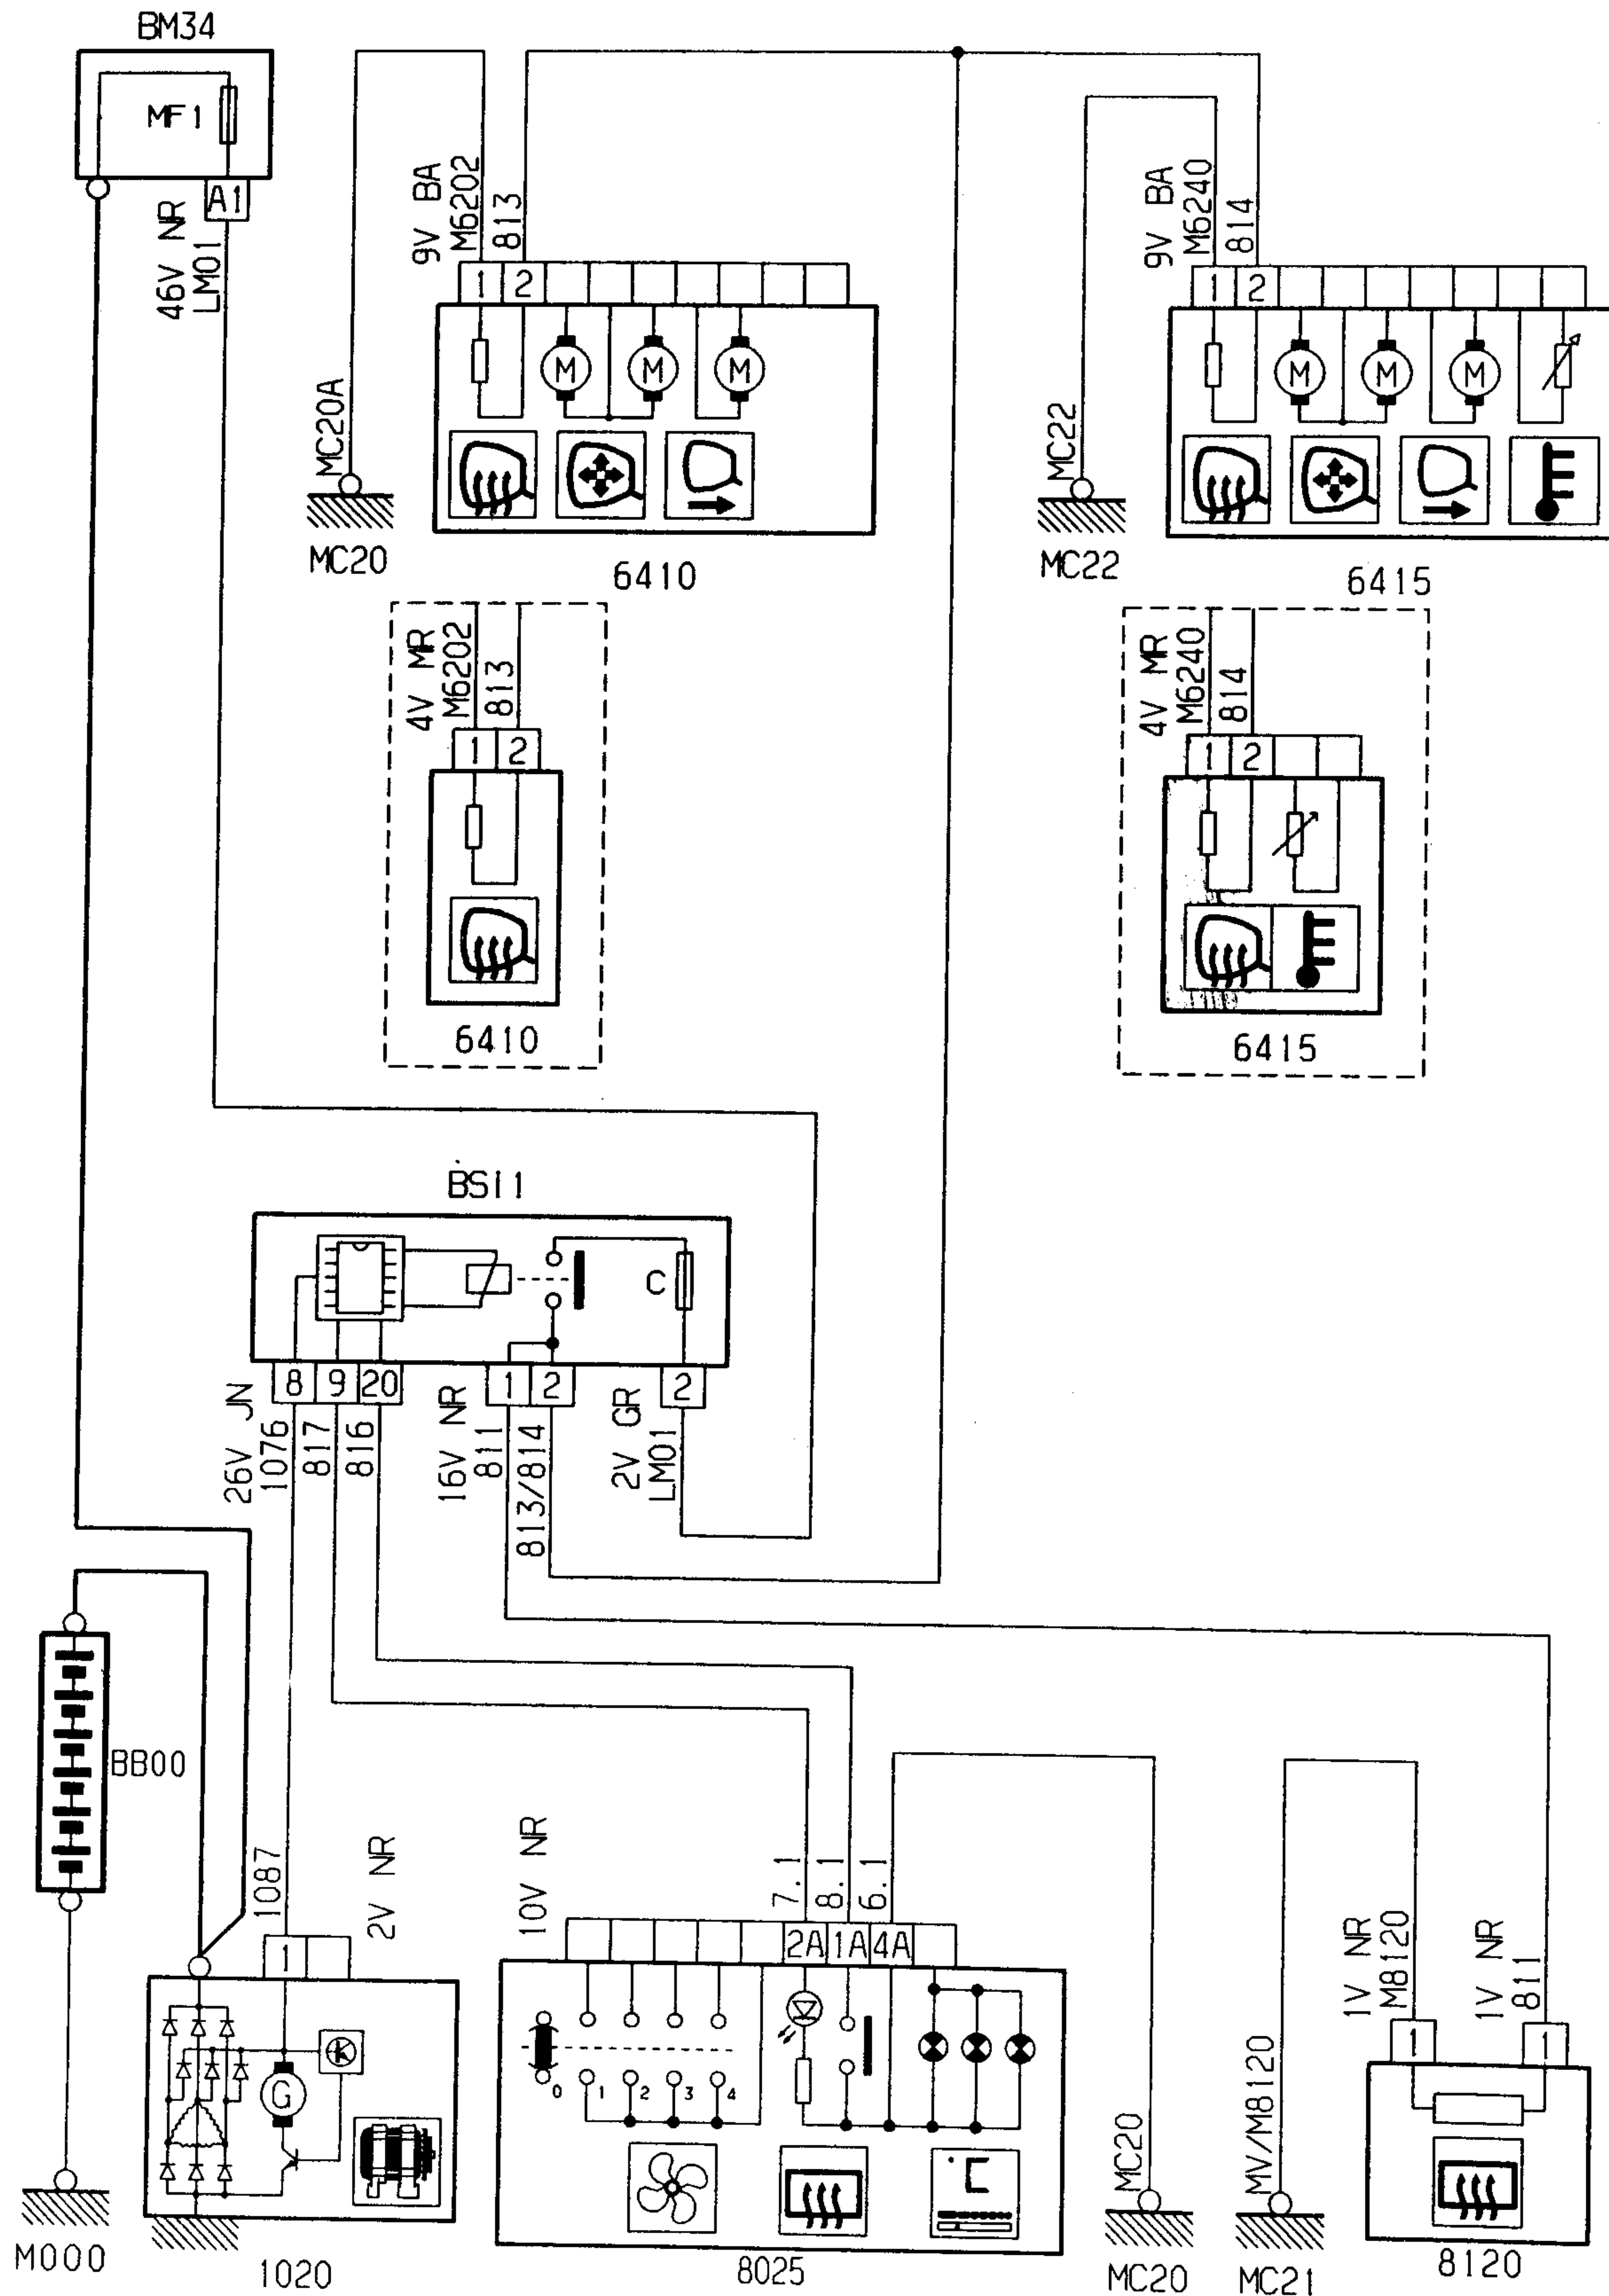 BM34
MF1
A1
46V NR
LM01
9V BA
M6202
813
1 2
M M M
MC20A
MC20
6410
9V BA
M6240
814
1 2
M M M
MC22
MC22
6415
4V MR
M6202
813
1 2
6410
4V MR
M6240
814
1 2
6415
BSI1
C
8 9 20
1 2
2
26V JN
1076
817
816
16V NR
811
813/814
2V GR
LM01
BB00
M000
1087
2V NR
1
G
1020
10V NR
7.1
8.1
6.1
2A 1A 4A
0 1 2 3 4
°C
8025
MC20
MC20
MV/M8120
MC21
1V NR
M8120
1V NR
811
1
1
8120